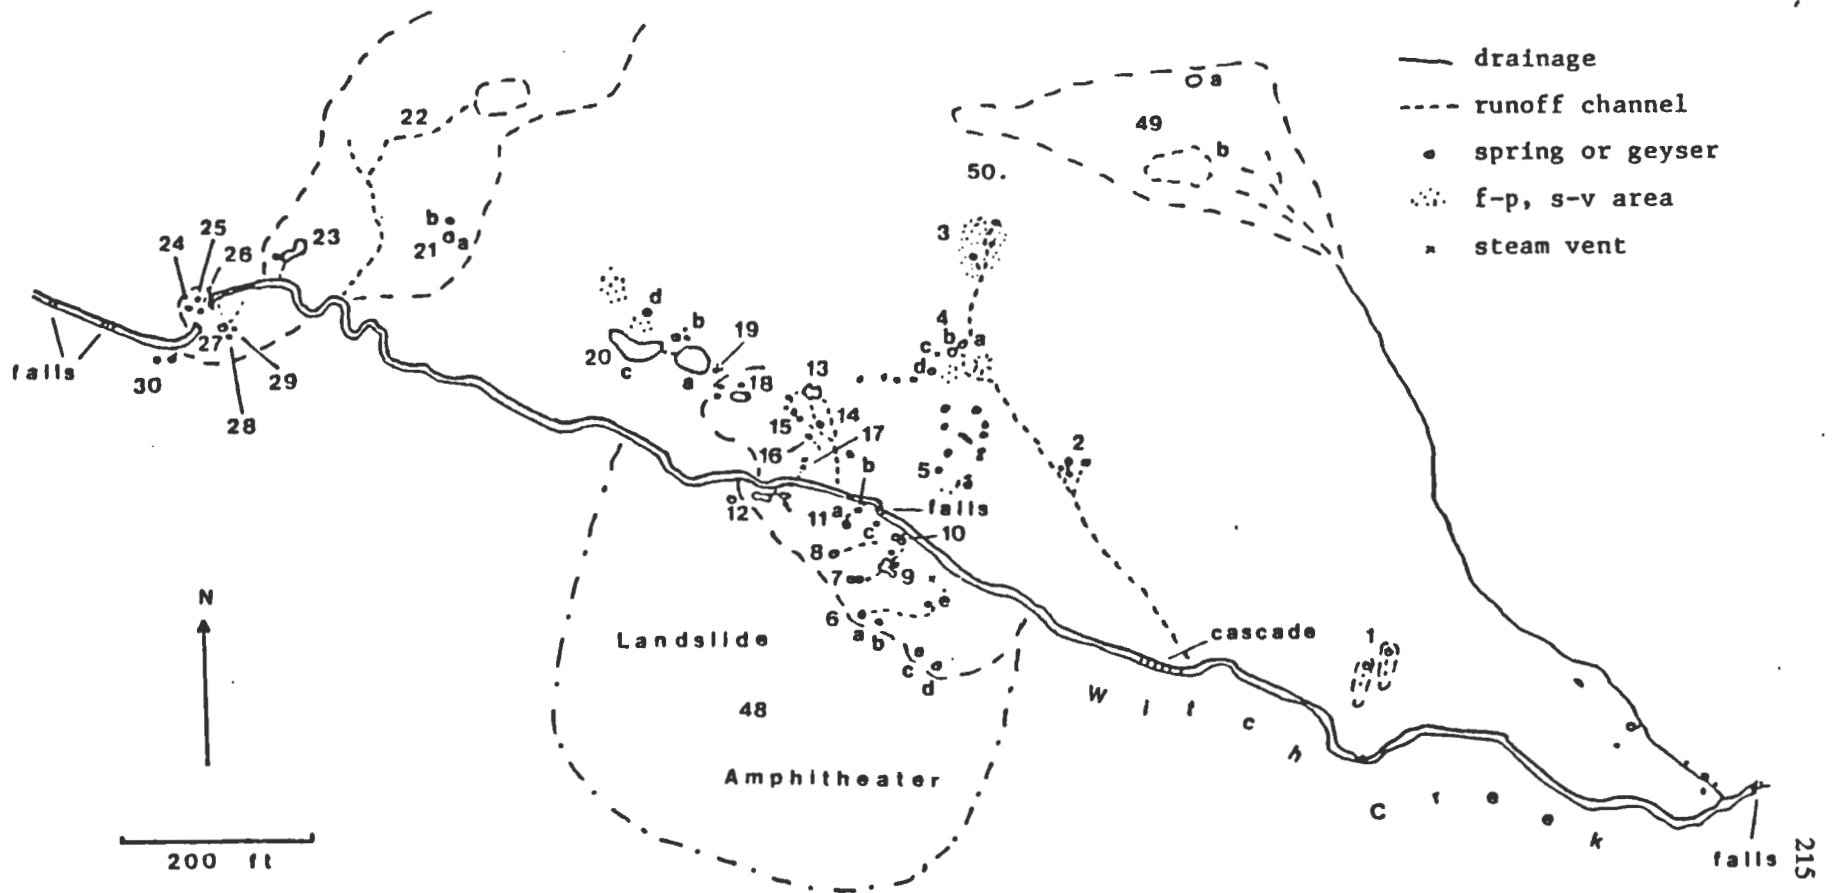 drainage
runoff channel
spring or geyser
f-p, s-v area
steam vent
22
49
a
b
50.
3
24
25
26
23
b
21 a
falls
27
30
29
28
d
b
19
20
c
a
18
13
14
15
17
16
b
4
c b a
d
2
5
falls
12
11 a
c
10
8
7
9
e
6
a
b
c
d
N
Landslide
48
Amphitheater
cascade
1
Witch
Creek
200 ft
falls
215